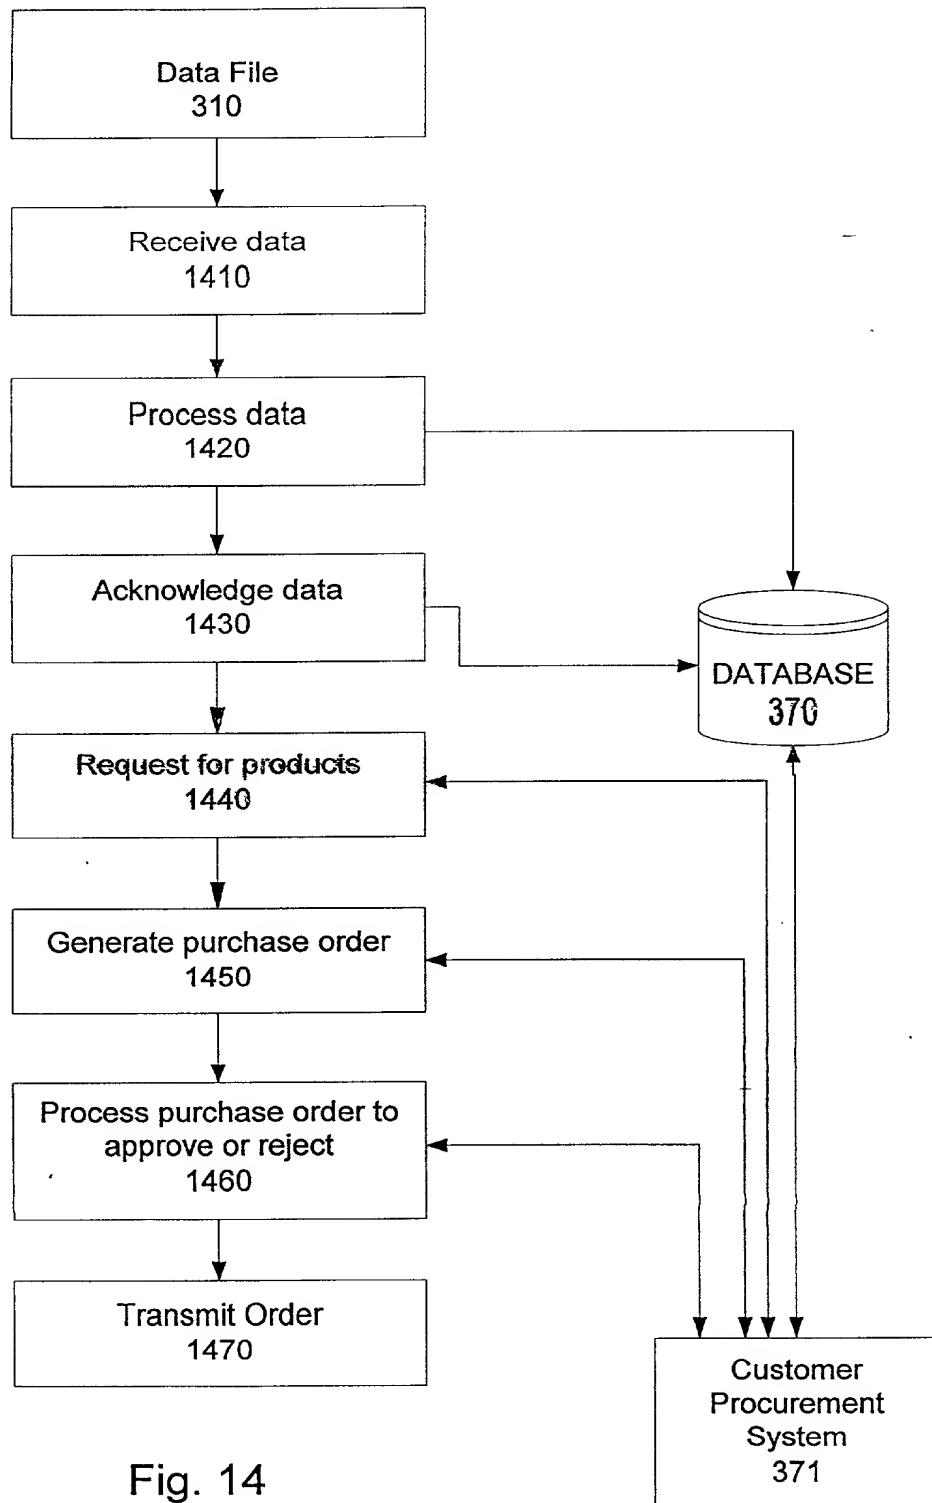 Data File
310
Receive data
1410
Process data
1420
Acknowledge data
1430
DATABASE
370
Request for products
1440
Generate purchase order
1450
Process purchase order to
approve or reject
1460
Transmit Order
1470
Customer
Procurement
System
371
Fig. 14